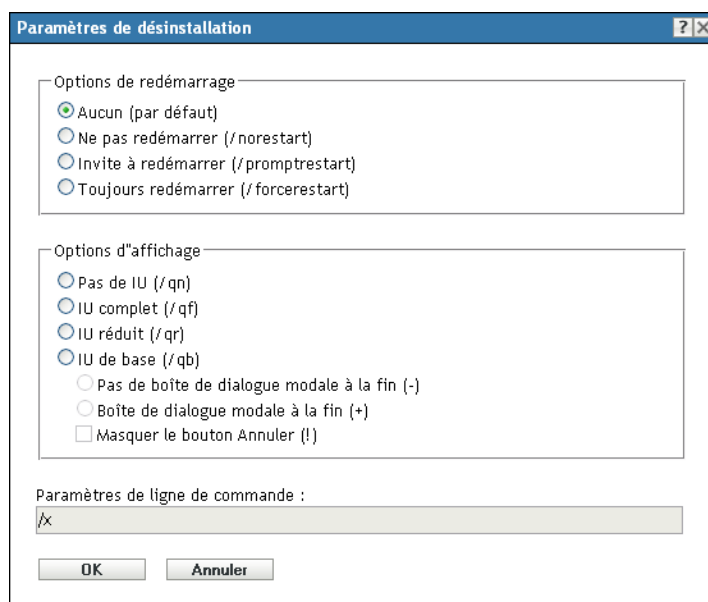 Paramètres de désinstallation
Options de redémarrage
Aucun (par défaut)
Ne pas redémarrer (/norestart)
Invite à redémarrer (/promptrestart)
Toujours redémarrer (/forcerestart)
Options d"affichage
Pas de IU (/qn)
IU complet (/qf)
IU réduit (/qr)
IU de base (/qb)
Pas de boîte de dialogue modale à la fin (-)
Boîte de dialogue modale à la fin (+)
Masquer le bouton Annuler (!)
Paramètres de ligne de commande :
/x
OK Annuler